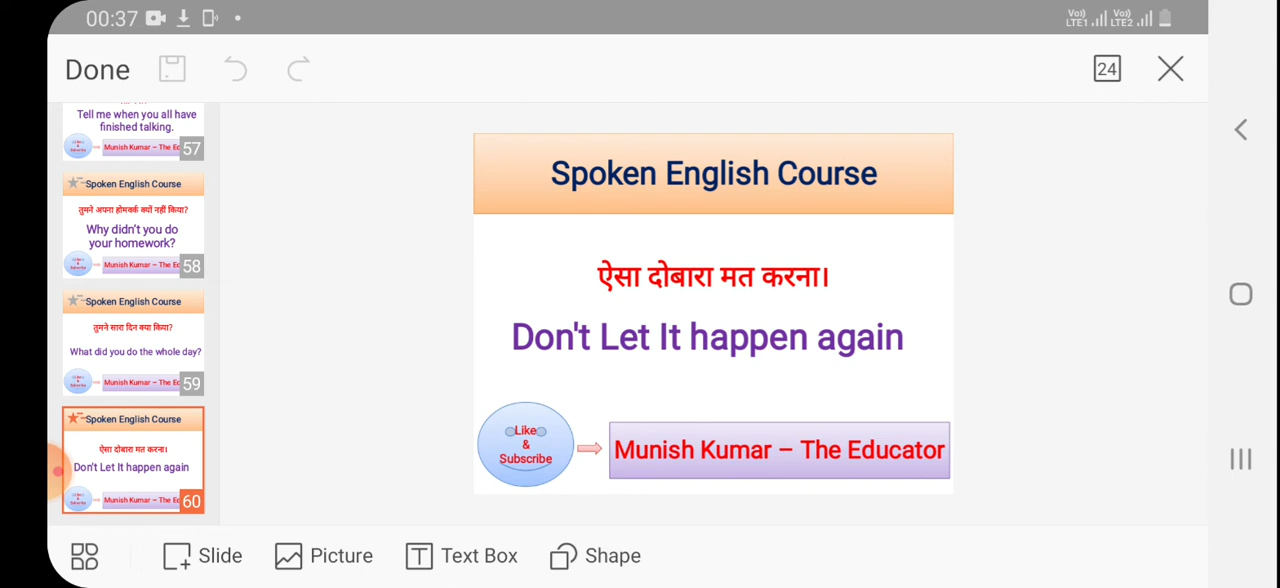 00:37
Vo))
LTE1
Vo))
LTE2
Done
24
Tell me when you all have
finished talking.
Munish Kumar – The Ed
57
Spoken English Course
तुमने अपना होमवर्क क्यों नहीं किया?
Why didn't you do
your homework?
Munish Kumar – The Ed
58
Spoken English Course
तुमने सारा दिन क्या किया?
What did you do the whole day?
Munish Kumar – The Ed
59
Spoken English Course
ऐसा दोबारा मत करना।
Don't Let It happen again
Munish Kumar – The Ed
60
Spoken English Course
ऐसा दोबारा मत करना।
Don't Let It happen again
Like
&
Subscribe
Munish Kumar – The Educator
Slide
Picture
Text Box
Shape